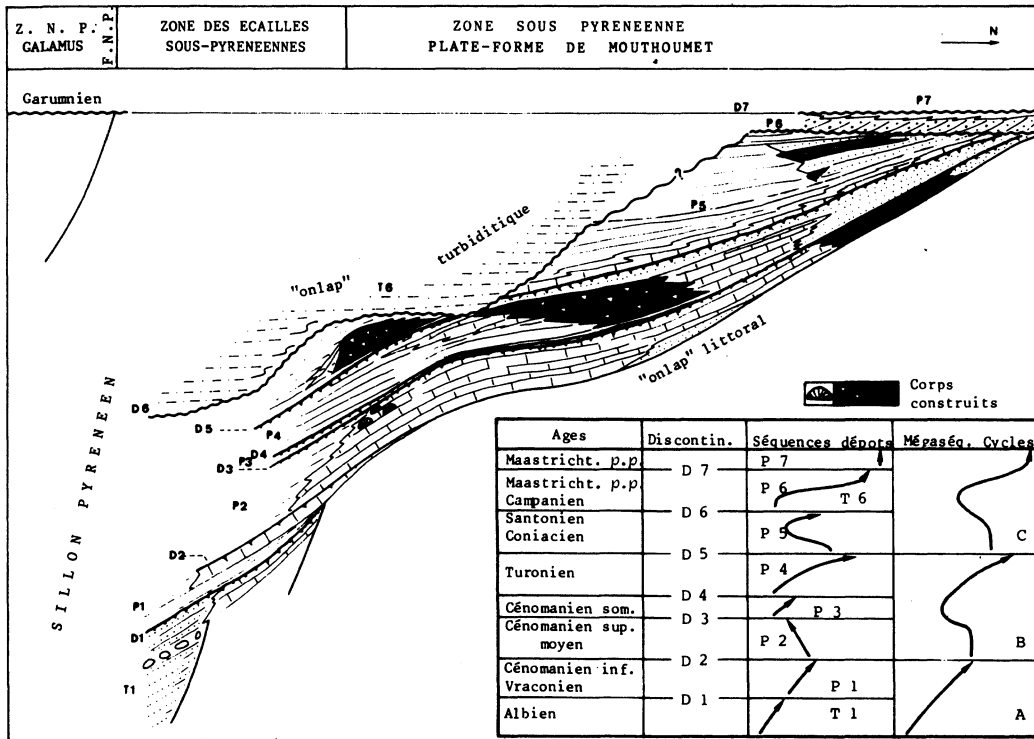 Z. N. P.
GALAMUS
F.N.P.
ZONE DES ECAILLES
SOUS-PYRENEENNES
ZONE SOUS PYRENEENNE
PLATE-FORME DE MOUTHOUMET
N
Garumnien
D7
P7
P6
?
P5
turbiditique
"onlap"
T6
"onlap" littoral
D6
D5
P4
D4
P3
D3
P2
D2
P1
D1
T1
SILLON PYRENEEN
Corps
construits
Ages Discontin. Séquences dépots Mégaséq. Cycles
Maastricht. p.p. P 7
D 7
Maastricht. p.p. P 6
Campanien T 6
D 6
Santonien
Coniacien P 5 C
D 5
Turonien P 4
D 4
Cénomanien som. P 3
D 3
Cénomanien sup.
moyen P 2 B
D 2
Cénomanien inf.
Vraconien P 1
D 1
Albien T 1 A